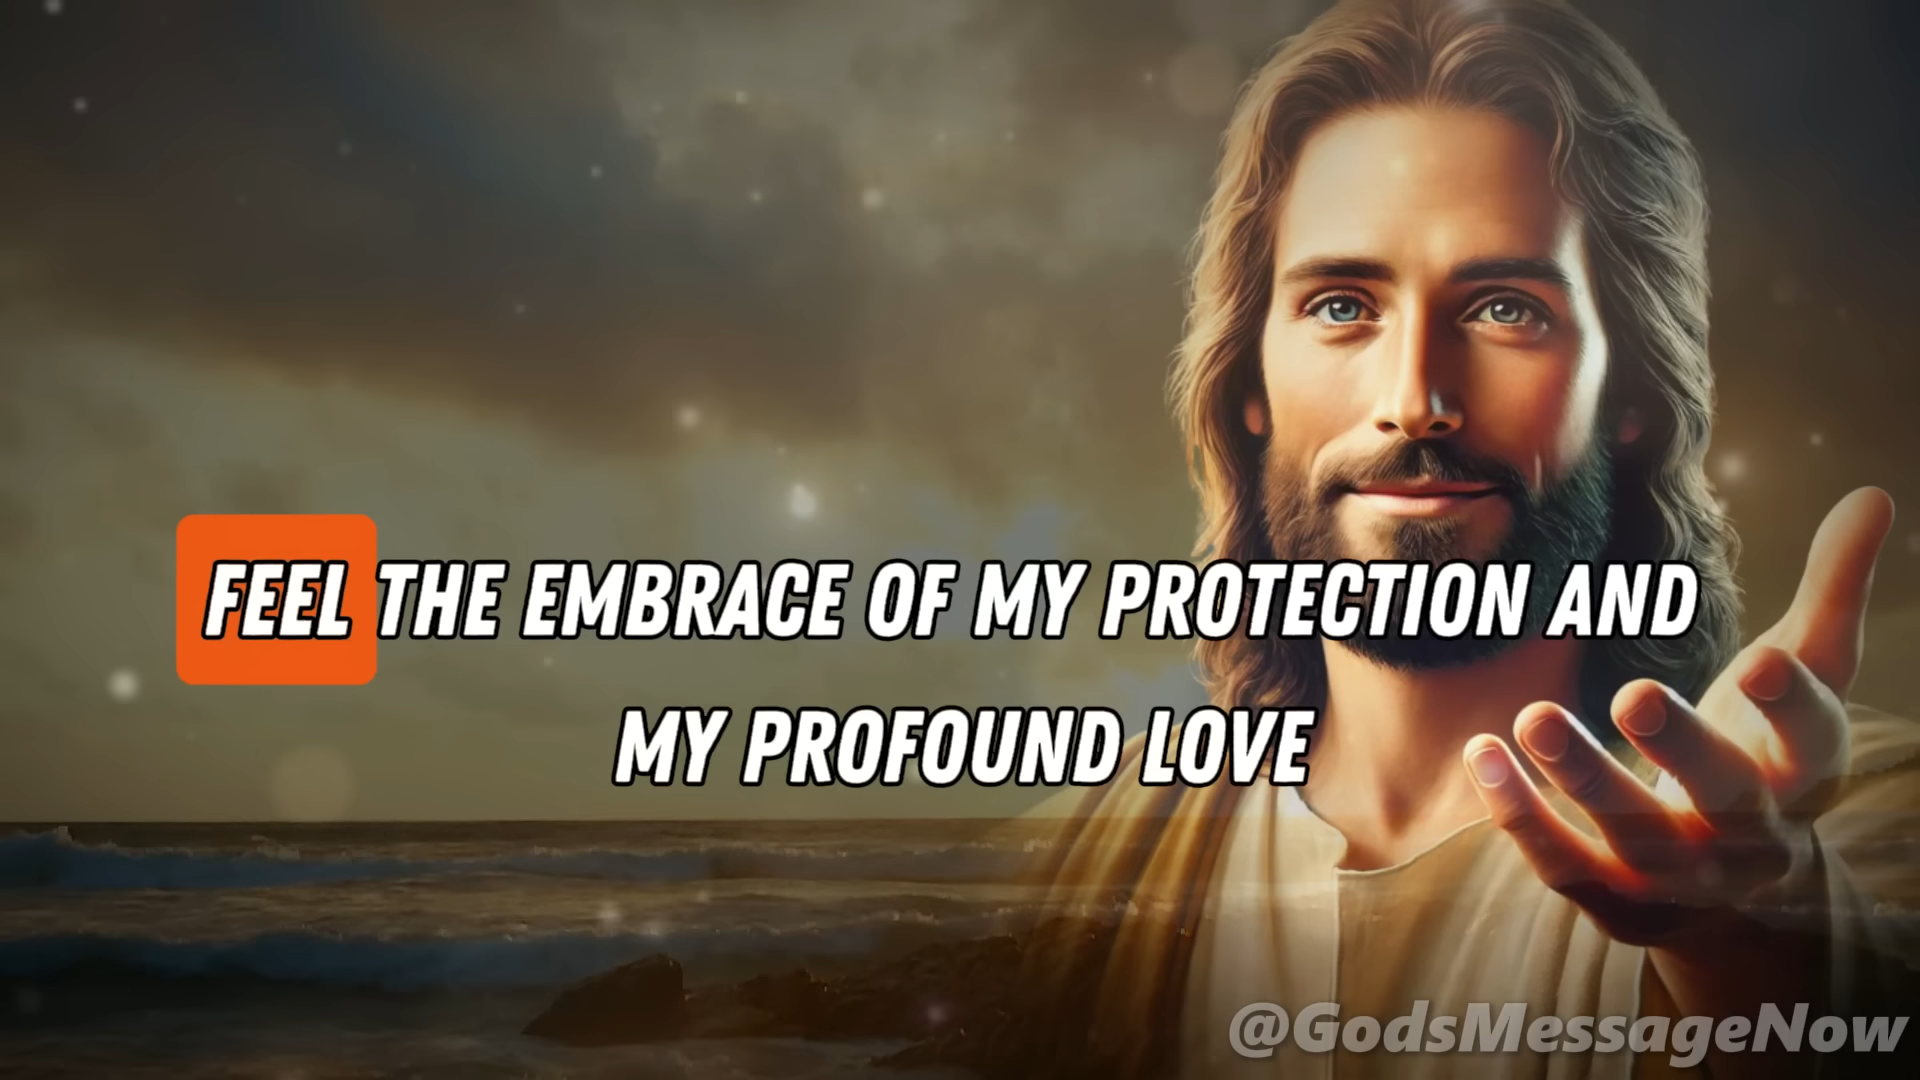 FEEL THE EMBRACE OF MY PROTECTION AND
MY PROFOUND LOVE
@GodsMessageNow